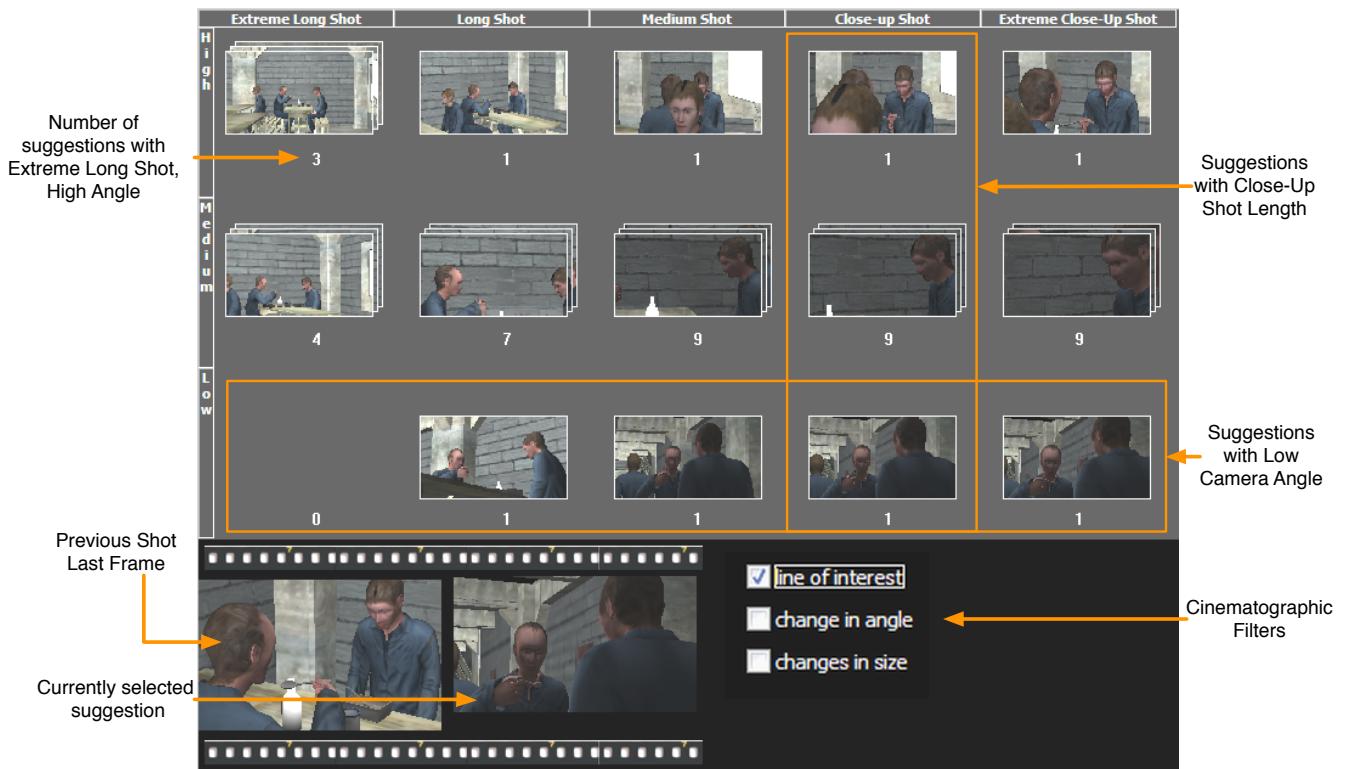 Extreme Long Shot Long Shot Medium Shot Close-up Shot Extreme Close-Up Shot
High
3 1 1 1 1
Medium
4 7 9 9 9
Low
0 1 1 1 1
Number of
suggestions with
Extreme Long Shot,
High Angle
Suggestions
with Close-Up
Shot Length
Suggestions
with Low
Camera Angle
Previous Shot
Last Frame
Currently selected
suggestion
line of interest
change in angle
changes in size
Cinematographic
Filters